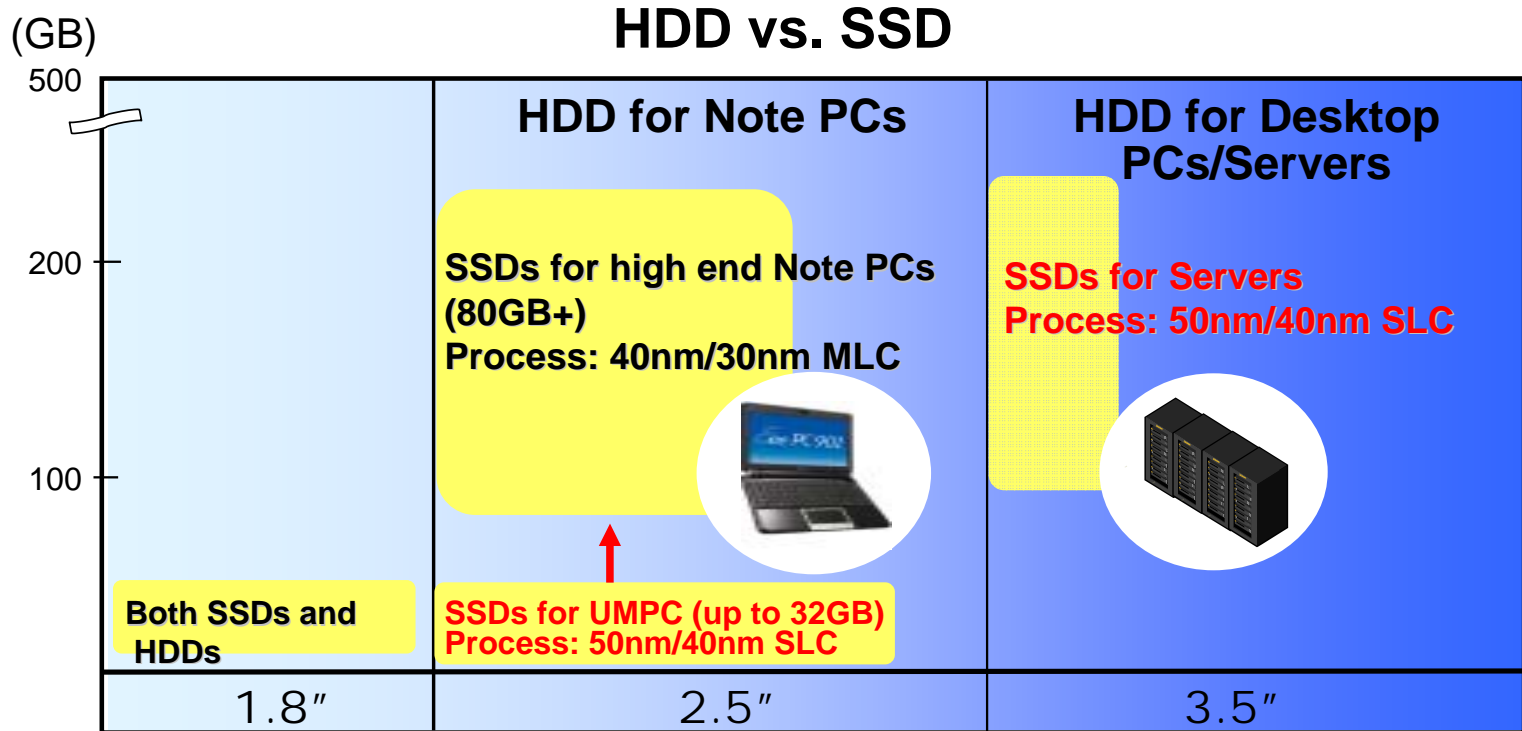 HDD vs. SSD
(GB)
500
200
100
HDD for Note PCs
HDD for Desktop
PCs/Servers
SSDs for high end Note PCs
(80GB+)
Process: 40nm/30nm MLC
SSDs for Servers
Process: 50nm/40nm SLC
Both SSDs and
HDDs
SSDs for UMPC (up to 32GB)
Process: 50nm/40nm SLC
1.8″
2.5″
3.5″